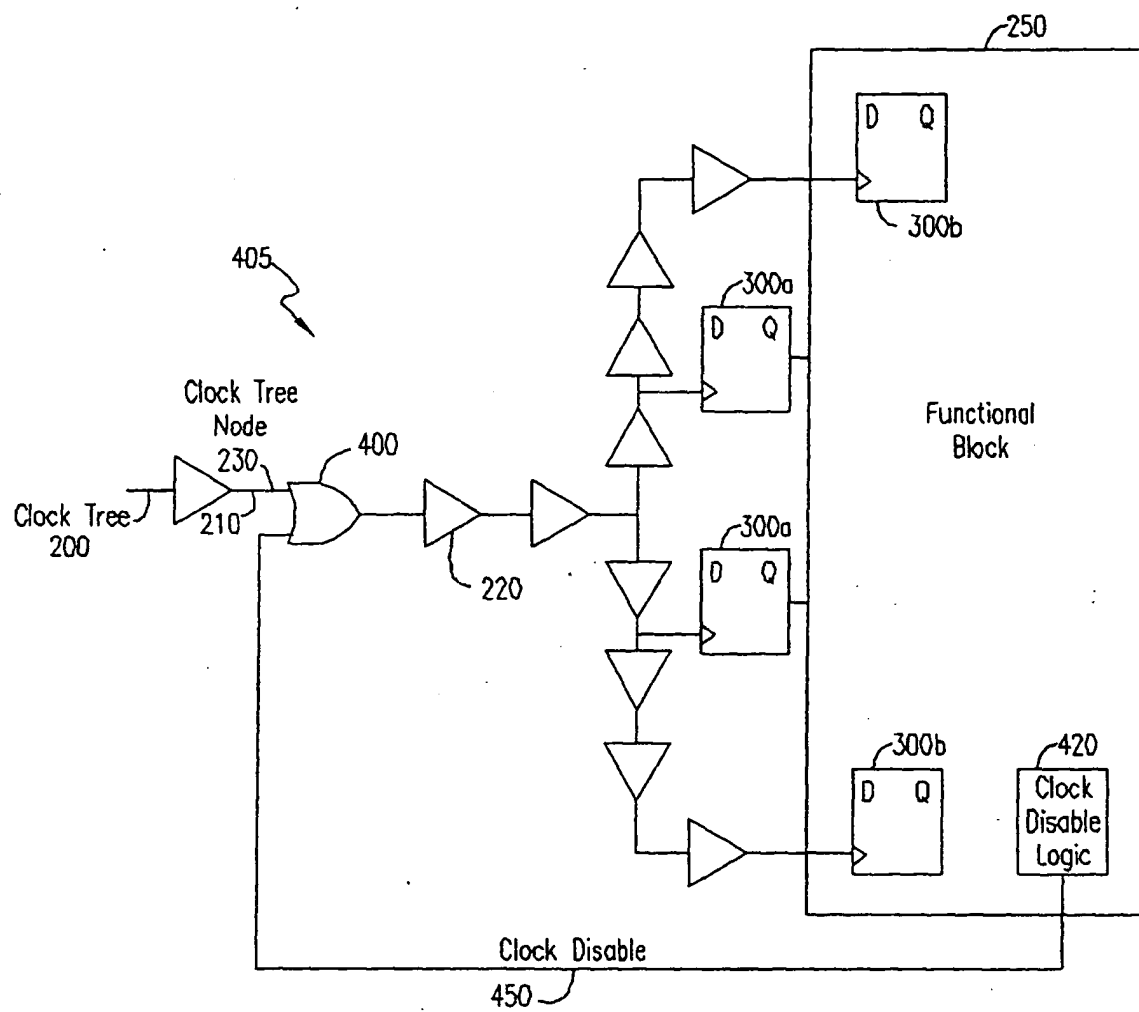 250
D Q
300b
405
300a
D Q
Clock Tree
Node
230
400
Functional
Block
Clock Tree
200
210
220
300a
D Q
300b
D Q
420
Clock
Disable
Logic
Clock Disable
450